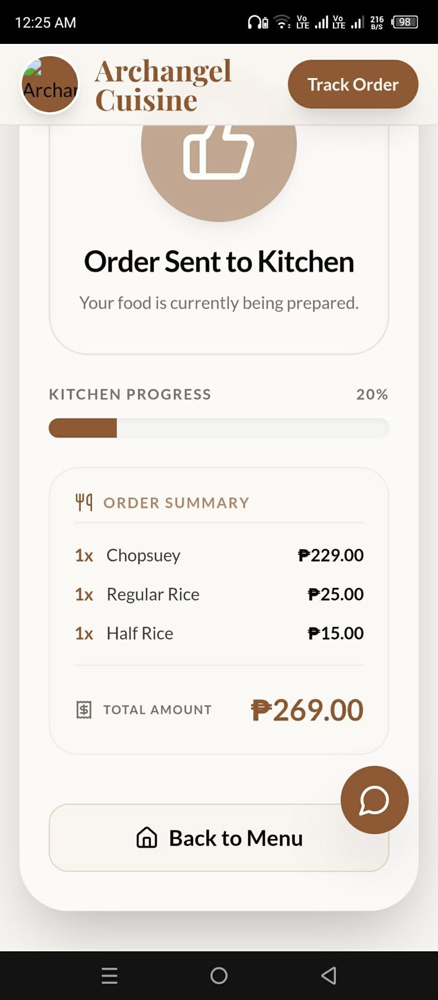 12:25 AM
Vo LTE
Vo LTE
216 B/S
98
Archar
Archangel
Cuisine
Track Order
Order Sent to Kitchen
Your food is currently being prepared.
KITCHEN PROGRESS 20%
ORDER SUMMARY
1x Chopsuey ₱229.00
1x Regular Rice ₱25.00
1x Half Rice ₱15.00
TOTAL AMOUNT ₱269.00
Back to Menu